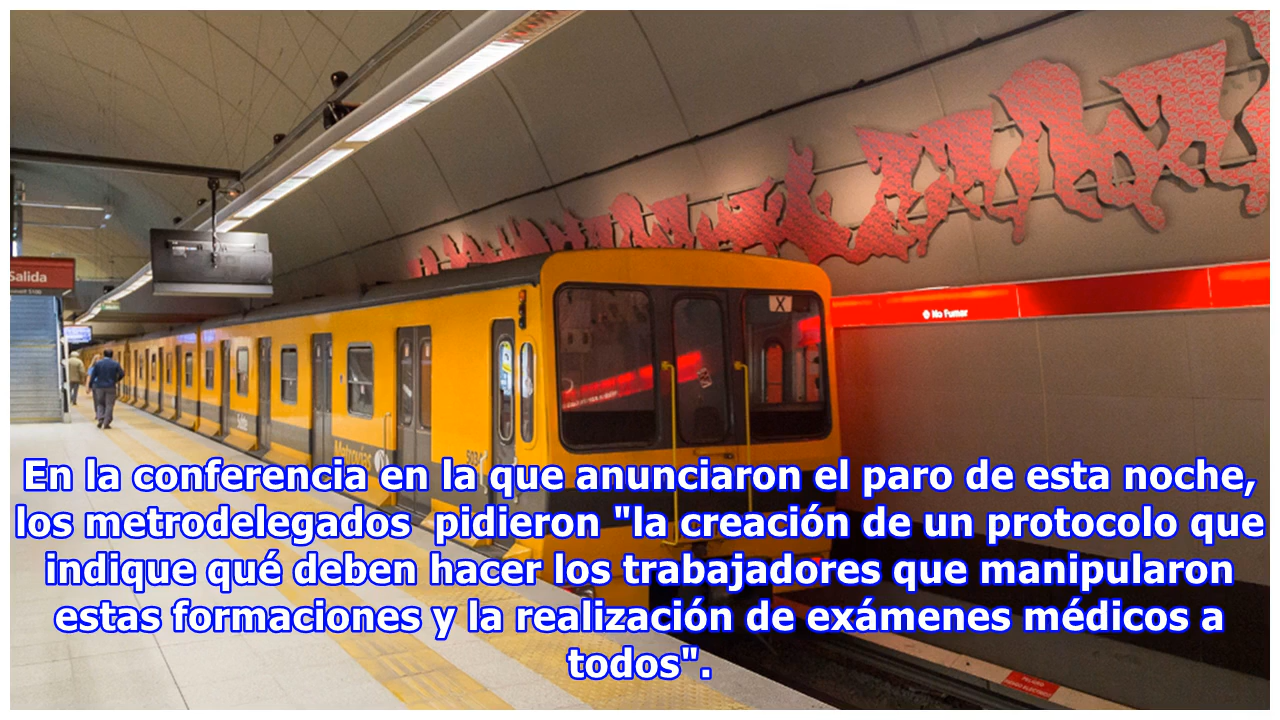 Salida
No Fumar
X
Metrovías
En la conferencia en la que anunciaron el paro de esta noche,
los metrodelegados  pidieron "la creación de un protocolo que
indique qué deben hacer los trabajadores que manipularon
estas formaciones y la realización de exámenes médicos a
todos".
PELIGRO